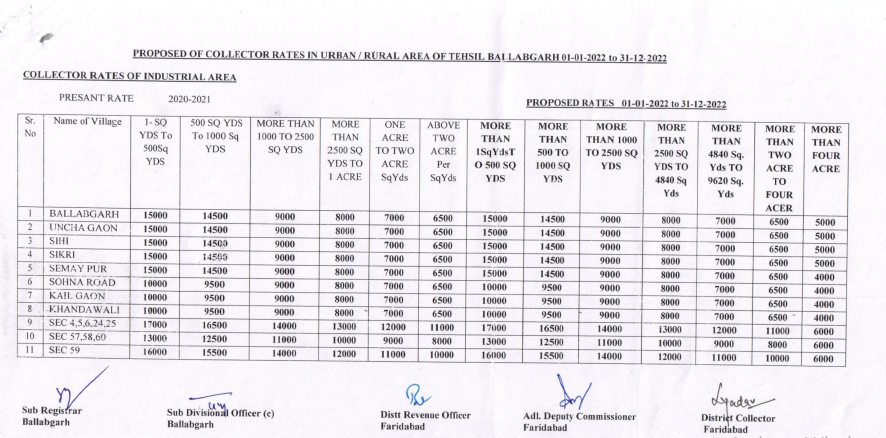 PROPOSED OF COLLECTOR RATES IN URBAN / RURAL AREA OF TEHSIL BALLABGARH 01-01-2022 to 31-12-2022
COLLECTOR RATES OF INDUSTRIAL AREA
PRESANT RATE 2020-2021 PROPOSED RATES 01-01-2022 to 31-12-2022
Sr. No Name of Village 1- SQ YDS To 500Sq YDS 500 SQ YDS To 1000 Sq YDS MORE THAN 1000 TO 2500 SQ YDS MORE THAN 2500 SQ YDS TO 1 ACRE ONE ACRE TO TWO ACRE SqYds ABOVE TWO ACRE Per SqYds MORE THAN 1SqYdsT O 500 SQ YDS MORE THAN 500 TO 1000 SQ YDS MORE THAN 1000 TO 2500 SQ YDS MORE THAN 2500 SQ YDS TO 4840 Sq Yds MORE THAN 4840 Sq. Yds TO 9620 Sq. Yds MORE THAN TWO ACRE TO FOUR ACER MORE THAN FOUR ACRE
1 BALLABGARH 15000 14500 9000 8000 7000 6500 15000 14500 9000 8000 7000 6500 5000
2 UNCHA GAON 15000 14500 9000 8000 7000 6500 15000 14500 9000 8000 7000 6500 5000
3 SIHI 15000 14500 9000 8000 7000 6500 15000 14500 9000 8000 7000 6500 5000
4 SIKRI 15000 14500 9000 8000 7000 6500 15000 14500 9000 8000 7000 6500 5000
5 SEMAY PUR 15000 14500 9000 8000 7000 6500 15000 14500 9000 8000 7000 6500 4000
6 SOHNA ROAD 10000 9500 9000 8000 7000 6500 10000 9500 9000 8000 7000 6500 4000
7 KAIL GAON 10000 9500 9000 8000 7000 6500 10000 9500 9000 8000 7000 6500 4000
8 KHANDAWALI 10000 9500 9000 8000 7000 6500 10000 9500 9000 8000 7000 6500 4000
9 SEC 4,5,6,24,25 17000 16500 14000 13000 12000 11000 17000 16500 14000 13000 12000 11000 6000
10 SEC 57,58,60 13000 12500 11000 10000 9000 8000 13000 12500 11000 10000 9000 8000 6000
11 SEC 59 16000 15500 14000 12000 11000 10000 16000 15500 14000 12000 11000 10000 6000
Sub Registrar Sub Divisional Officer (c) Distt Revenue Officer Adl. Deputy Commissioner District Collector
Ballabgarh Ballabgarh Faridabad Faridabad Faridabad